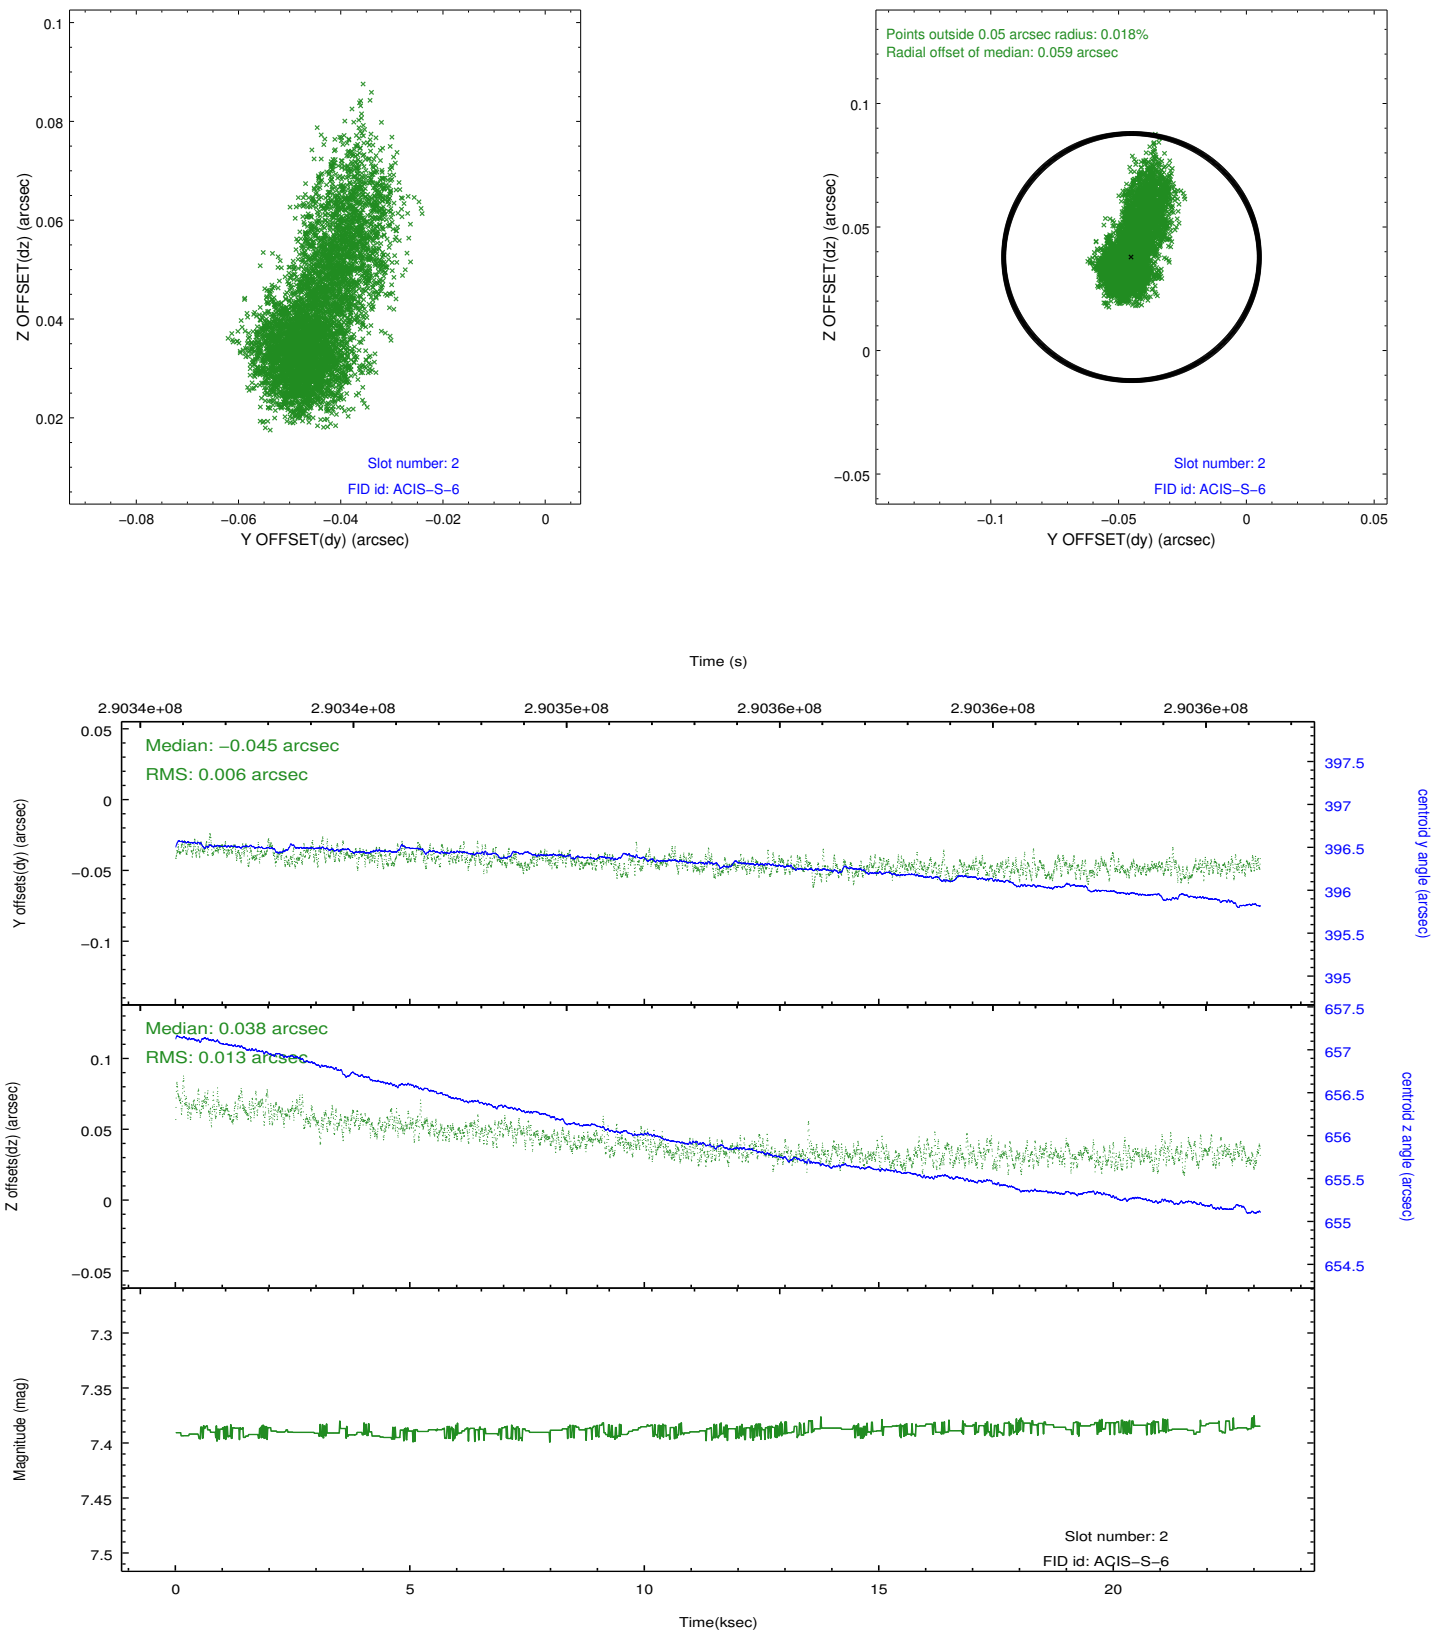 0.1
0.08
0.06
0.04
0.02
Z OFFSET(dz) (arcsec)
−0.08 −0.06 −0.04 −0.02 0
Y OFFSET(dy) (arcsec)
Slot number: 2
FID id: ACIS−S−6
Points outside 0.05 arcsec radius: 0.018%
Radial offset of median: 0.059 arcsec
0.1
0.05
0
−0.05
Z OFFSET(dz) (arcsec)
−0.1 −0.05 0 0.05
Y OFFSET(dy) (arcsec)
Slot number: 2
FID id: ACIS−S−6
Time (s)
2.9034e+08 2.9034e+08 2.9035e+08 2.9036e+08 2.9036e+08 2.9036e+08
Median: −0.045 arcsec
RMS: 0.006 arcsec
0.05
0
−0.05
−0.1
Y offsets(dy) (arcsec)
397.5
397
396.5
396
395.5
395
centroid y angle (arcsec)
Median: 0.038 arcsec
RMS: 0.013 arcsec
0.1
0.05
0
−0.05
Z offsets(dz) (arcsec)
657.5
657
656.5
656
655.5
655
654.5
centroid z angle (arcsec)
7.3
7.35
7.4
7.45
7.5
Magnitude (mag)
Slot number: 2
FID id: ACIS−S−6
0 5 10 15 20
Time(ksec)